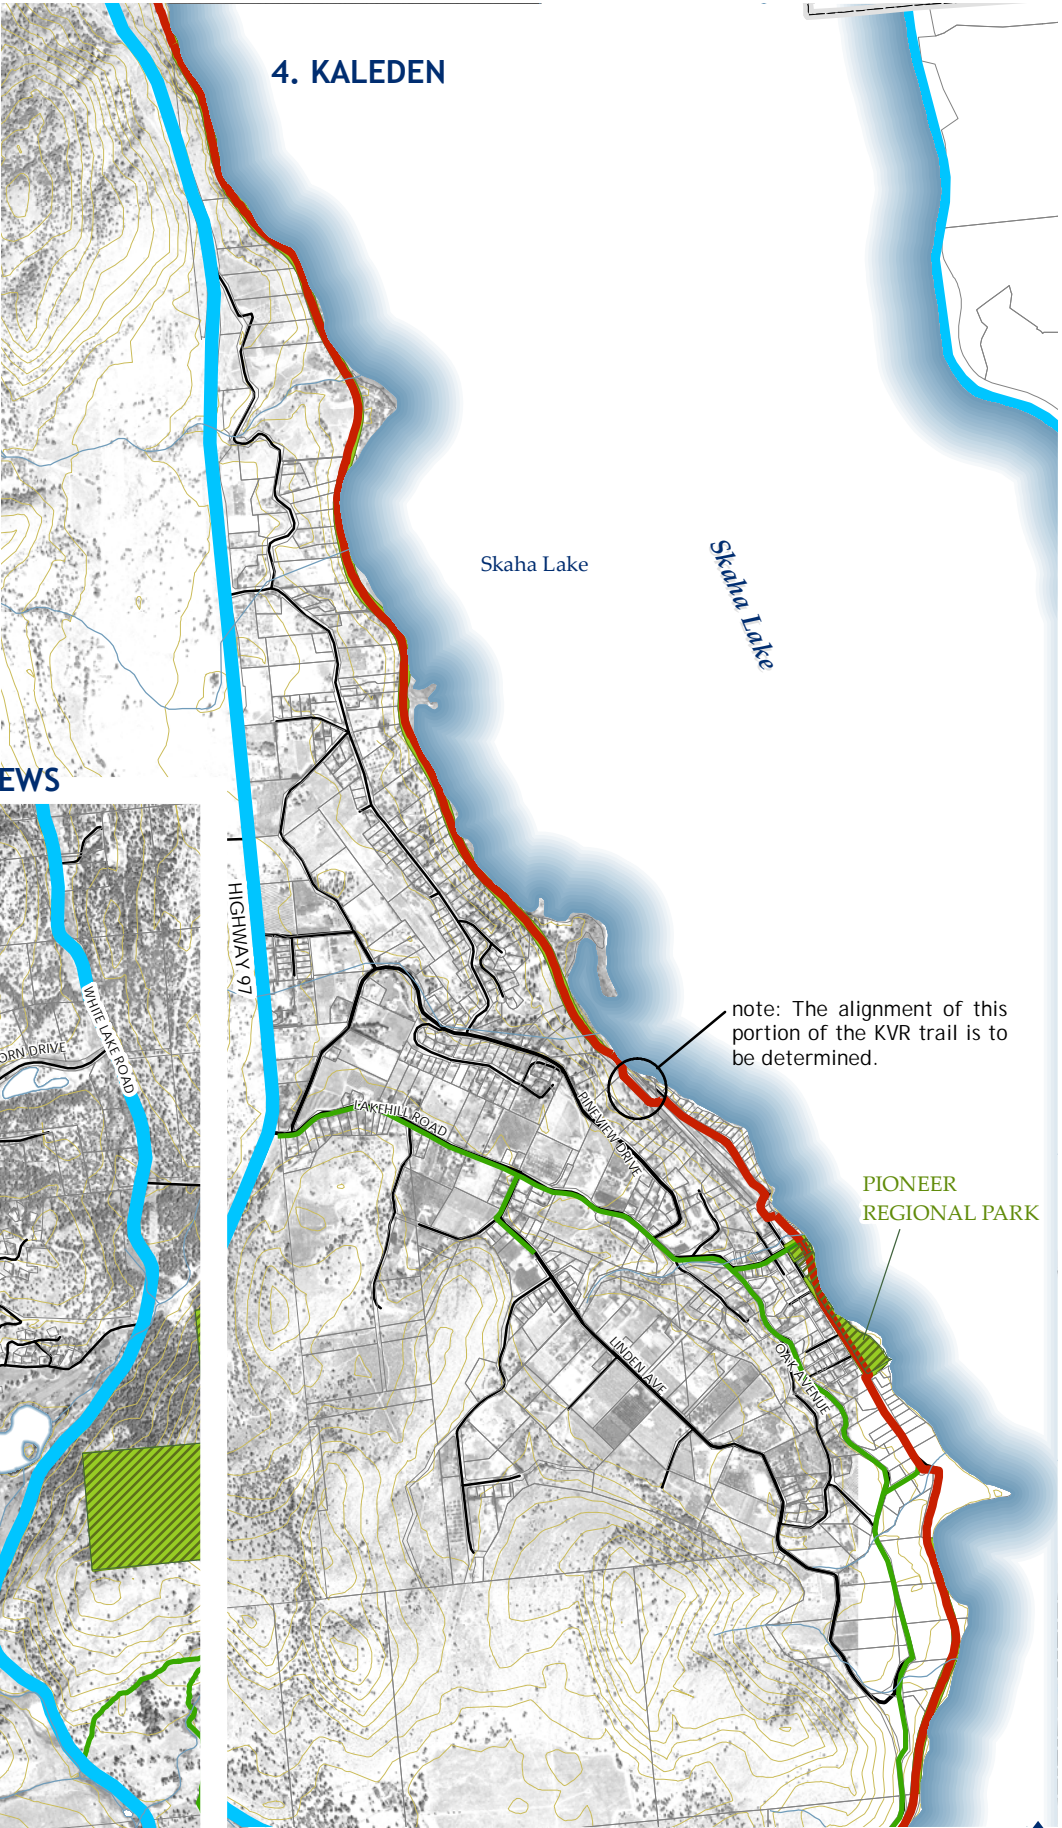 4. KALEDEN
Skaha Lake
Skaha Lake
EWS
HIGHWAY 97
WHITE LAKE ROAD
ORN DRIVE
note: The alignment of this
portion of the KVR trail is to
be determined.
LAKEHILL ROAD
PINEVIEW DRIVE
PIONEER
REGIONAL PARK
LINDEN AVE
OAK AVENUE